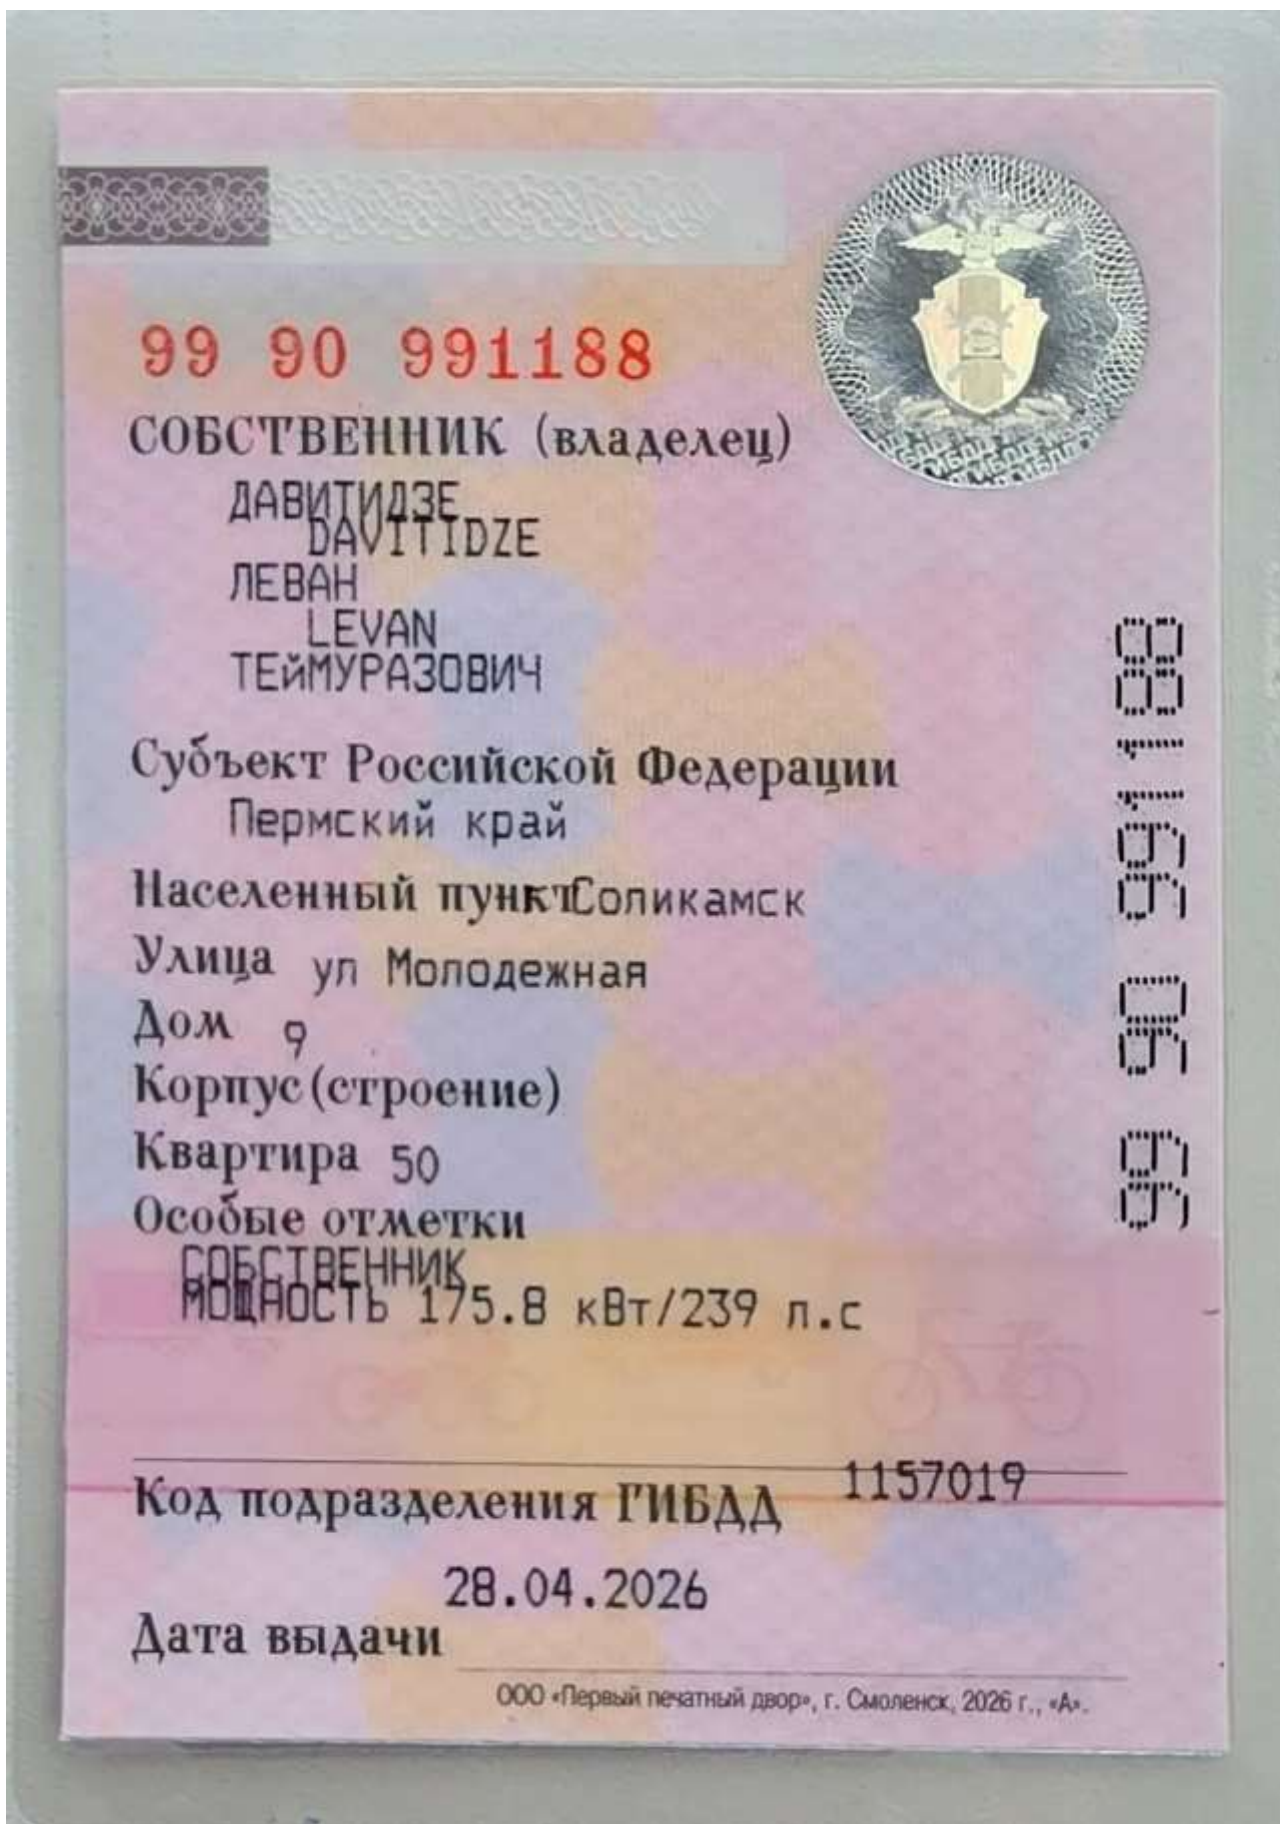 99 90 991188
СОБСТВЕННИК (владелец)
ДАВИТИДЗЕ
DAVITIDZE
ЛЕВАН
LEVAN
ТЕйМУРАЗОВИЧ
Субъект Российской Федерации
Пермский край
Населенный пункт Соликамск
Улица ул Молодежная
Дом 9
Корпус (строение)
Квартира 50
Особые отметки
СОБСТВЕННИК
МОЩНОСТЬ 175.8 кВт/239 л.с
1157019
Код подразделения ГИБДД
28.04.2026
Дата выдачи
ООО «Первый печатный двор», г. Смоленск, 2026 г., «А».
99 90 991188